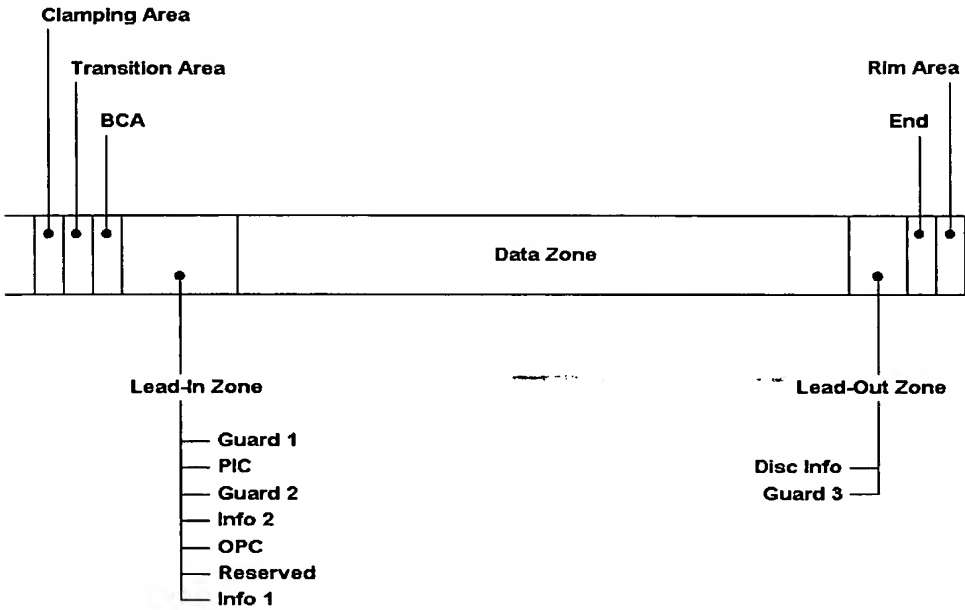 Clamping Area
Transition Area
Rim Area
BCA
End
Data Zone
Lead-In Zone
Lead-Out Zone
Guard 1
PIC
Guard 2
Info 2
OPC
Reserved
Info 1
Disc Info
Guard 3